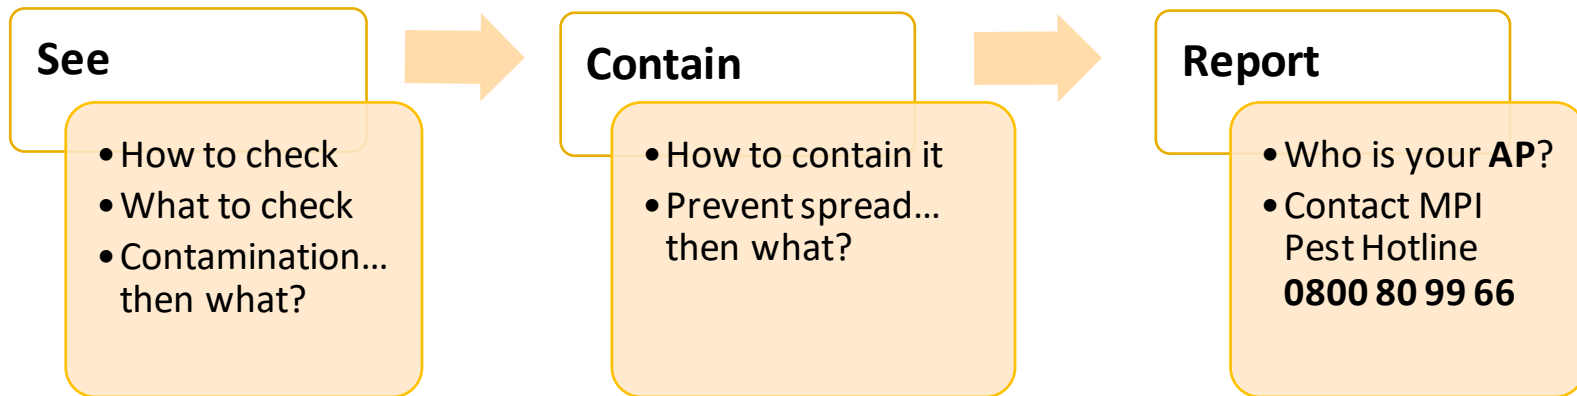 See
• How to check
• What to check
• Contamination...
then what?
Contain
• How to contain it
• Prevent spread...
then what?
Report
• Who is your AP?
• Contact MPI
Pest Hotline
0800 80 99 66